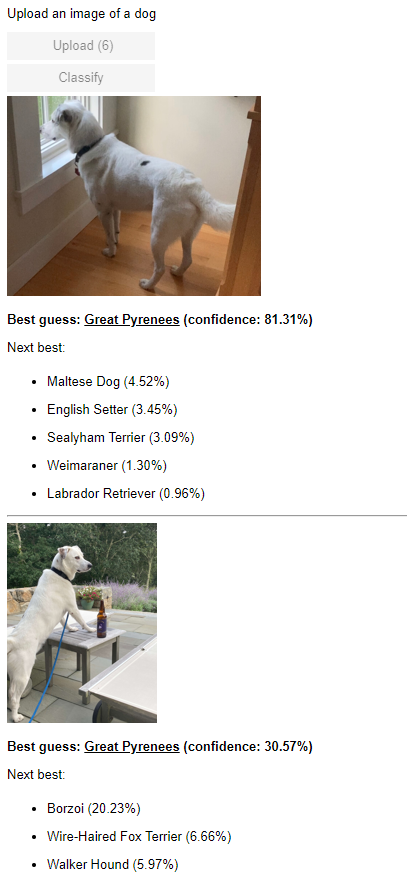 Upload an image of a dog
Upload (6)
Classify
Best guess: Great Pyrenees (confidence: 81.31%)
Next best:
• Maltese Dog (4.52%)
• English Setter (3.45%)
• Sealyham Terrier (3.09%)
• Weimaraner (1.30%)
• Labrador Retriever (0.96%)
Best guess: Great Pyrenees (confidence: 30.57%)
Next best:
• Borzoi (20.23%)
• Wire-Haired Fox Terrier (6.66%)
• Walker Hound (5.97%)